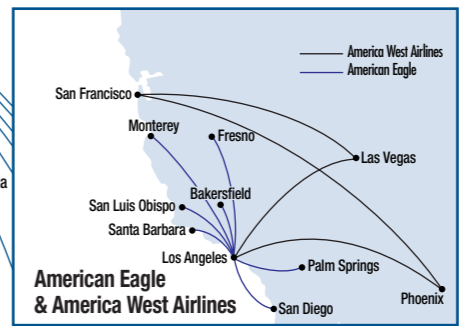 America West Airlines
American Eagle
San Francisco
Monterey
Fresno
Las Vegas
a
Bakersfield
San Luis Obispo
Santa Barbara
Los Angeles
Palm Springs
American Eagle
& America West Airlines
San Diego
Phoenix